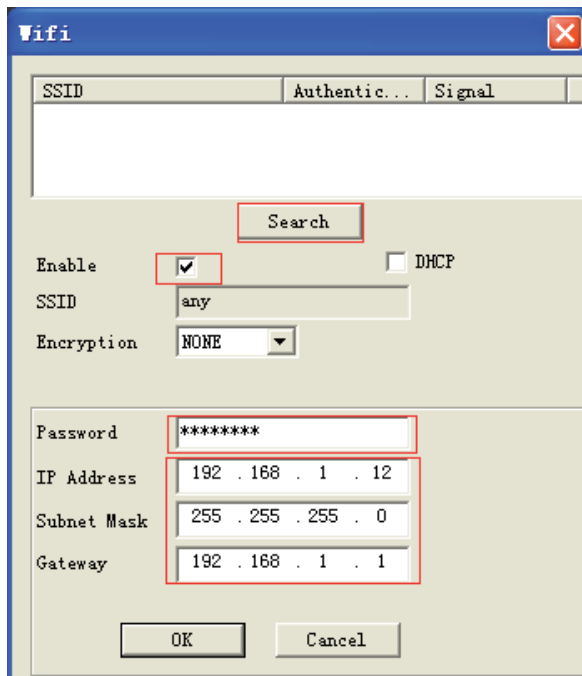 Wifi
SSID Authentic... Signal
Search
Enable DHCP
SSID any
Encryption NONE
Password ********
IP Address 192 . 168 . 1 . 12
Subnet Mask 255 . 255 . 255 . 0
Gateway 192 . 168 . 1 . 1
OK Cancel